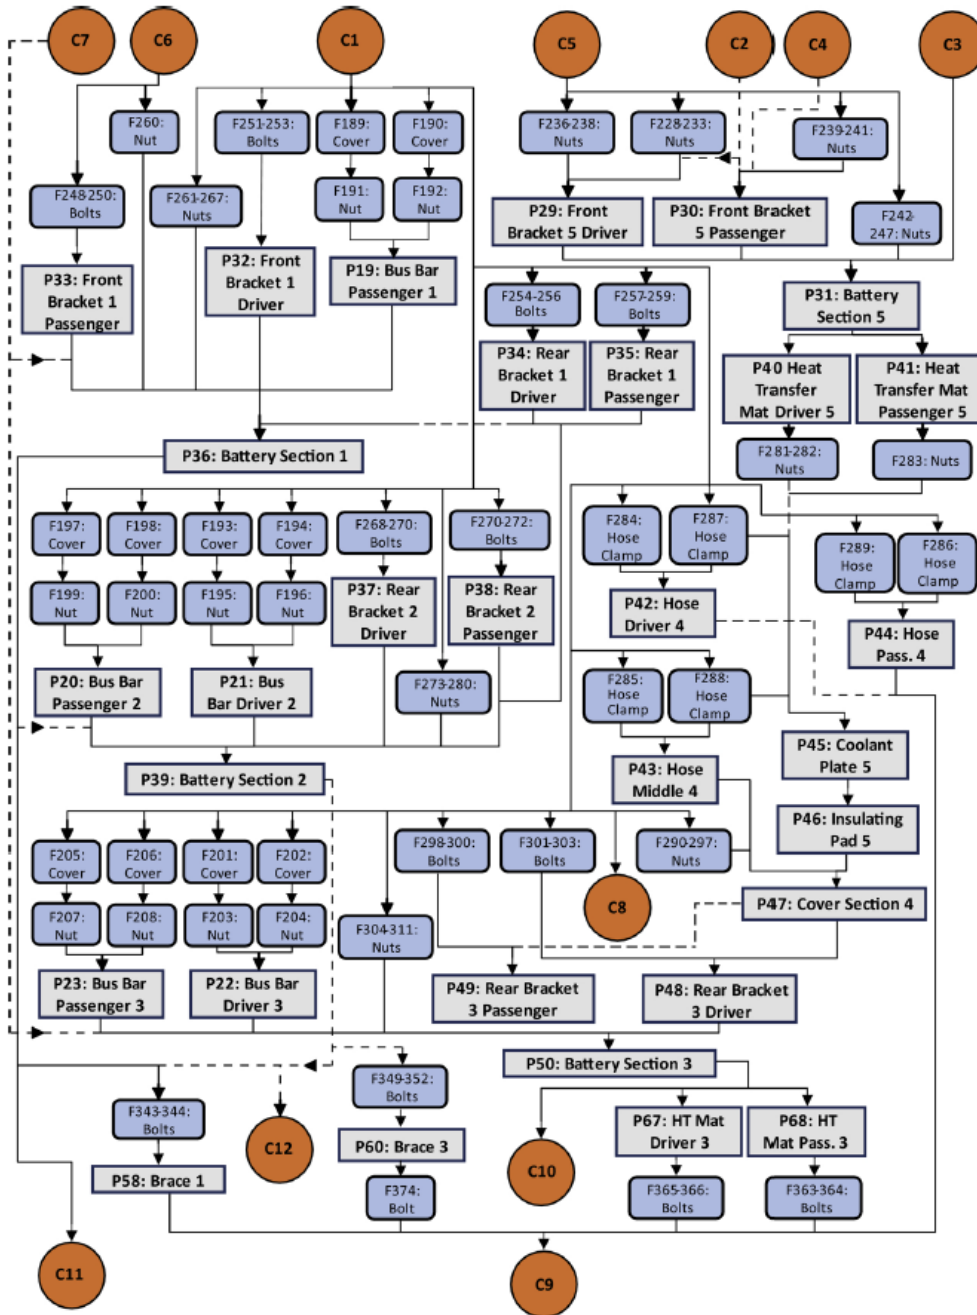 C7
C6
C1
C5
C2
C4
C3
F260:
Nut
F251-253:
Bolts
F189:
Cover
F190:
Cover
F236-238:
Nuts
F228-233:
Nuts
F239-241:
Nuts
F248-250:
Bolts
F261-267:
Nuts
F191:
Nut
F192:
Nut
F242-
247: Nuts
P29: Front
Bracket 5 Driver
P30: Front Bracket
5 Passenger
P33: Front
Bracket 1
Passenger
P32: Front
Bracket 1
Driver
P19: Bus Bar
Passenger 1
F254-256
Bolts
F257-259:
Bolts
P31: Battery
Section 5
P34: Rear
Bracket 1
Driver
P35: Rear
Bracket 1
Passenger
P40 Heat
Transfer
Mat Driver 5
P41: Heat
Transfer Mat
Passenger 5
P36: Battery Section 1
F281-282:
Nuts
F283: Nuts
F197:
Cover
F198:
Cover
F193:
Cover
F194:
Cover
F268-270:
Bolts
F270-272:
Bolts
F284:
Hose
Clamp
F287:
Hose
Clamp
F289:
Hose
Clamp
F286:
Hose
Clamp
F199:
Nut
F200:
Nut
F195:
Nut
F196:
Nut
P37: Rear
Bracket 2
Driver
P38: Rear
Bracket 2
Passenger
P42: Hose
Driver 4
P44: Hose
Pass. 4
P20: Bus Bar
Passenger 2
P21: Bus
Bar Driver 2
F273-280:
Nuts
F285:
Hose
Clamp
F288:
Hose
Clamp
P45: Coolant
Plate 5
P39: Battery Section 2
P43: Hose
Middle 4
P46: Insulating
Pad 5
F205:
Cover
F206:
Cover
F201:
Cover
F202:
Cover
F298-300:
Bolts
F301-303:
Bolts
F290-297:
Nuts
C8
P47: Cover Section 4
F207:
Nut
F208:
Nut
F203:
Nut
F204:
Nut
F304-311:
Nuts
P23: Bus Bar
Passenger 3
P22: Bus Bar
Driver 3
P49: Rear Bracket
3 Passenger
P48: Rear Bracket
3 Driver
P50: Battery Section 3
F343-344:
Bolts
F349-352:
Bolts
C12
P60: Brace 3
C10
P67: HT Mat
Driver 3
P68: HT
Mat Pass. 3
P58: Brace 1
F374:
Bolt
F365-366:
Bolts
F363-364:
Bolts
C11
C9